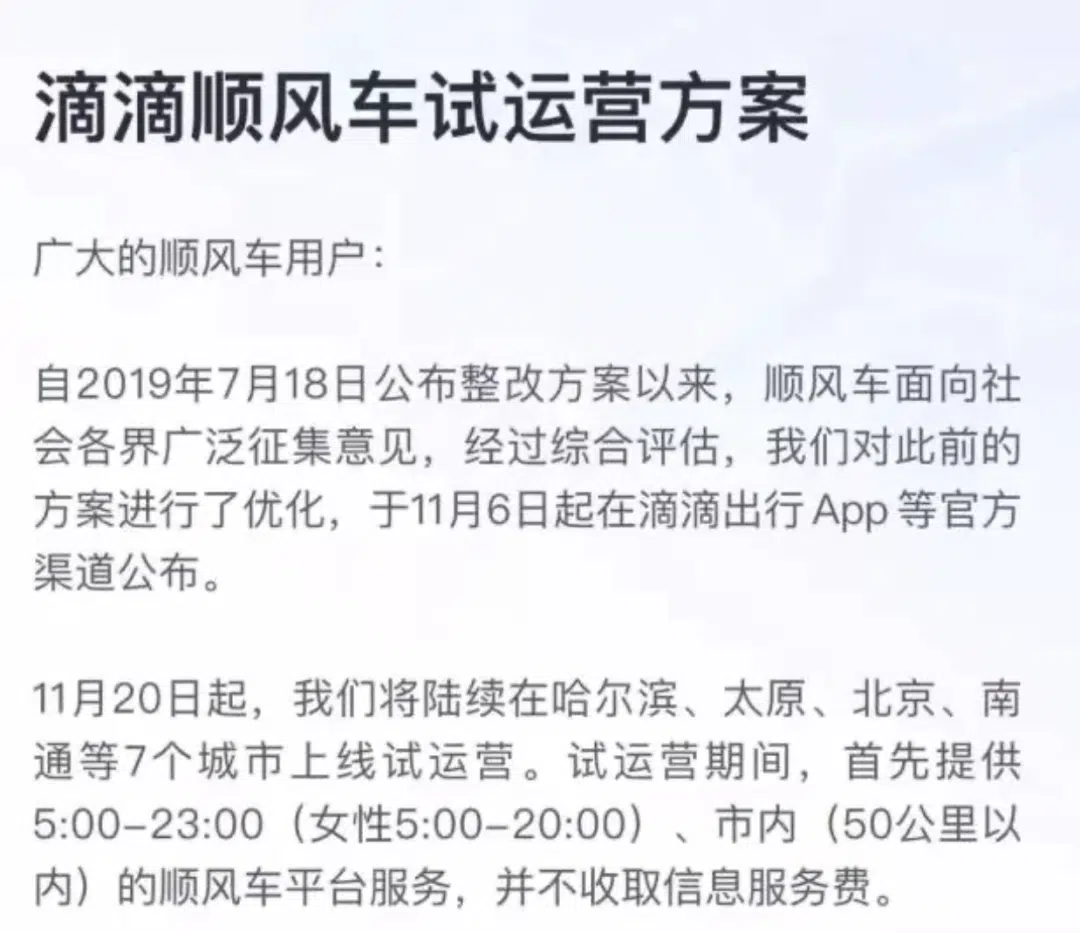 滴滴顺风车试运营方案
广大的顺风车用户：
自2019年7月18日公布整改方案以来，顺风车面向社
会各界广泛征集意见，经过综合评估，我们对此前的
方案进行了优化，于11月6日起在滴滴出行App等官方
渠道公布。
11月20日起，我们将陆续在哈尔滨、太原、北京、南
通等7个城市上线试运营。试运营期间，首先提供
5:00-23:00（女性5:00-20:00）、市内（50公里以
内）的顺风车平台服务，并不收取信息服务费。